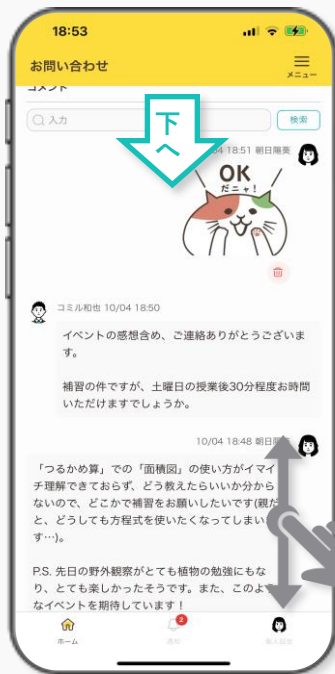 18:53
お問い合わせ
メニュー
コメント
入力
検索
下
へ
04 18:51 朝日陽葵
OK
だニャ!
コミル和也 10/04 18:50
イベントの感想含め、ご連絡ありがとうございま
す。
補習の件ですが、土曜日の授業後30分程度お時間
いただけますでしょうか。
10/04 18:48 朝日
「つるかめ算」での「面積図」の使い方がイマイ
チ理解できておらず、どう教えたらいいか分から
ないので、どこかで補習をお願いしたいです(親だ
と、どうしても方程式を使いたくなってしまい
す…)。
P.S. 先日の野外観察がとても植物の勉強にもな
り、とても楽しかったそうです。また、このよ
なイベントを期待しています!
2
ホーム
通知
個人設定